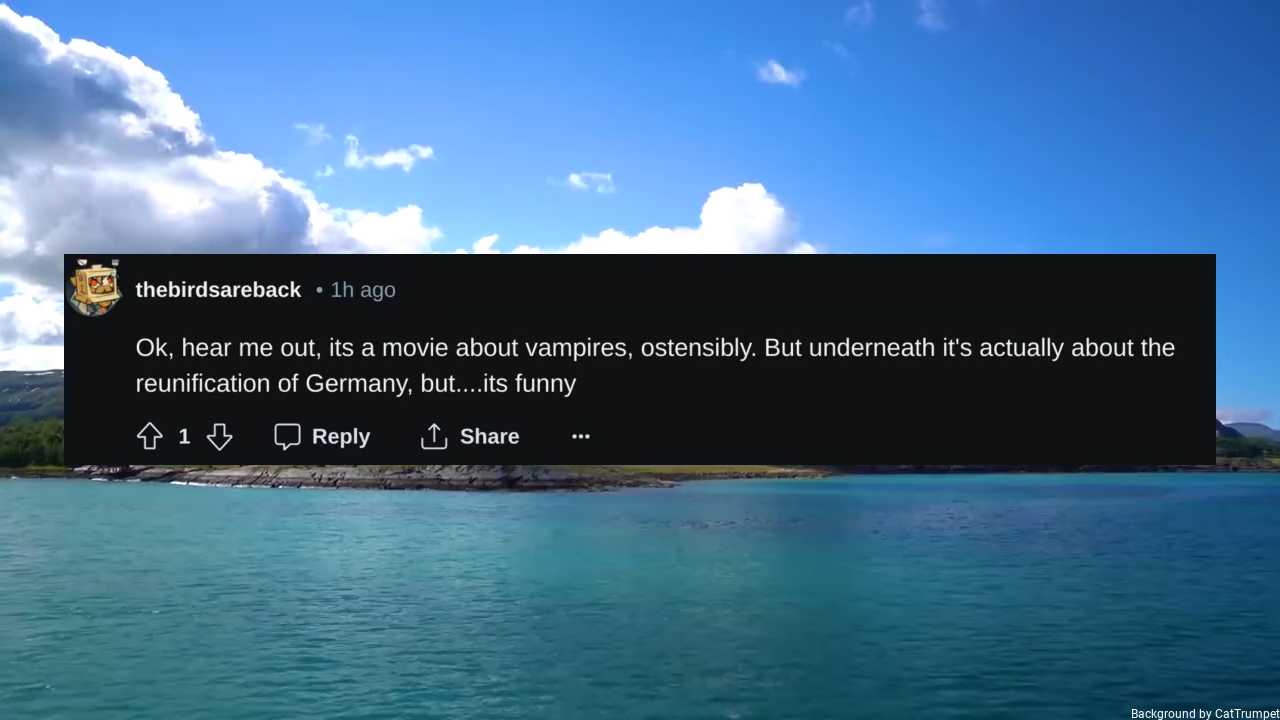 thebirdsareback • 1h ago
Ok, hear me out, its a movie about vampires, ostensibly. But underneath it's actually about the
reunification of Germany, but....its funny
1 Reply Share ···
Background by CatTrumpet